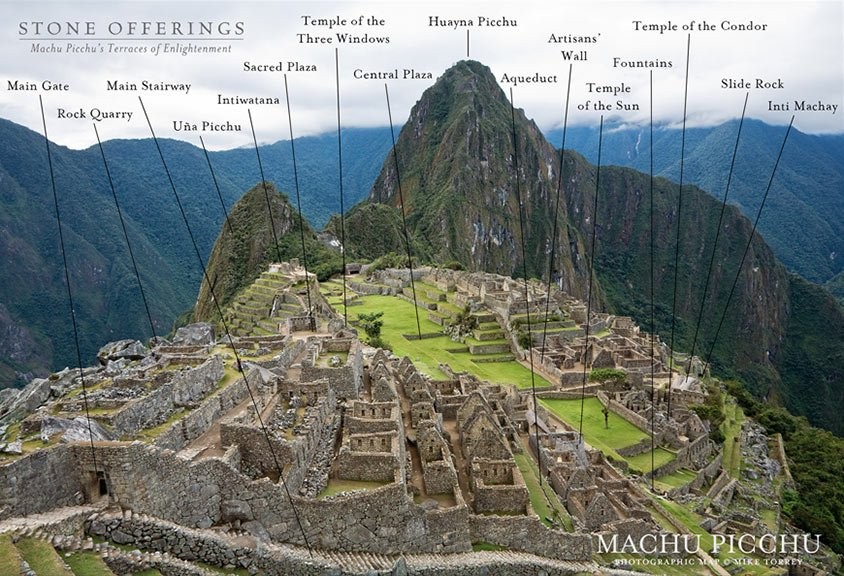 STONE OFFERINGS
Machu Picchu's Terraces of Enlightenment
Temple of the
Three Windows
Huayna Picchu
Artisans'
Wall
Temple of the Condor
Main Gate
Main Stairway
Sacred Plaza
Central Plaza
Aqueduct
Fountains
Rock Quarry
Intiwatana
Temple
of the Sun
Slide Rock
Uña Picchu
Inti Machay
MACHU PICCHU
PHOTOGRAPHIC MAP © MIKE TORREY